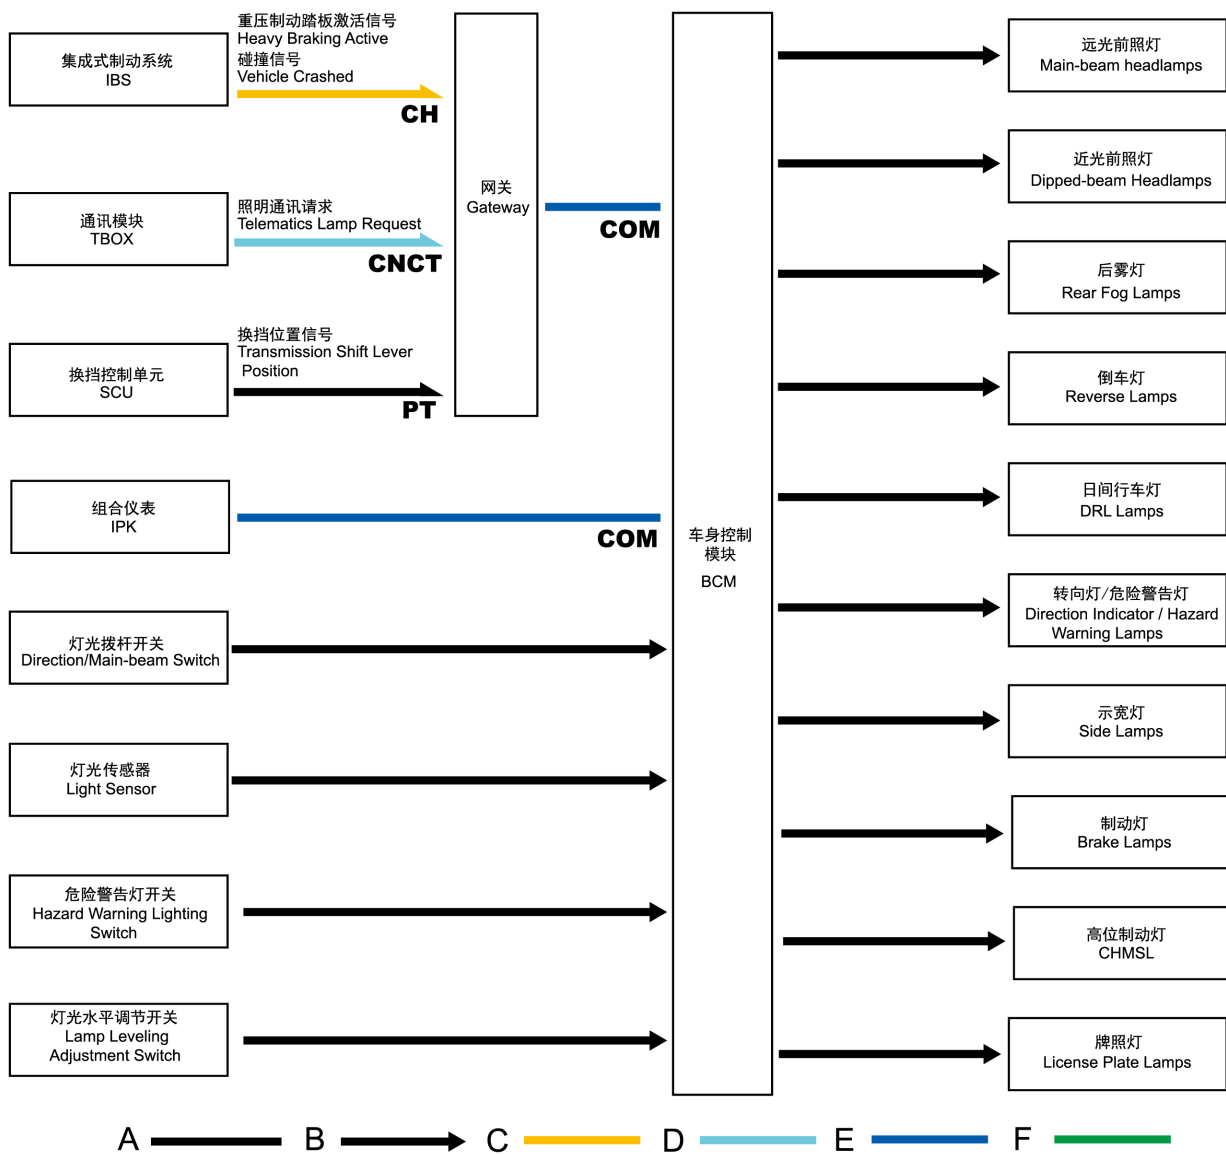 集成式制动系统
IBS
重压制动踏板激活信号
Heavy Braking Active
碰撞信号
Vehicle Crashed
CH
通讯模块
TBOX
照明通讯请求
Telematics Lamp Request
CNCT
换挡控制单元
SCU
换挡位置信号
Transmission Shift Lever
Position
PT
网关
Gateway
COM
组合仪表
IPK
COM
灯光拨杆开关
Direction/Main-beam Switch
灯光传感器
Light Sensor
危险警告灯开关
Hazard Warning Lighting
Switch
灯光水平调节开关
Lamp Leveling
Adjustment Switch
车身控制
模块
BCM
远光前照灯
Main-beam headlamps
近光前照灯
Dipped-beam Headlamps
后雾灯
Rear Fog Lamps
倒车灯
Reverse Lamps
日间行车灯
DRL Lamps
转向灯/危险警告灯
Direction Indicator / Hazard
Warning Lamps
示宽灯
Side Lamps
制动灯
Brake Lamps
高位制动灯
CHMSL
牌照灯
License Plate Lamps
A B C D E F